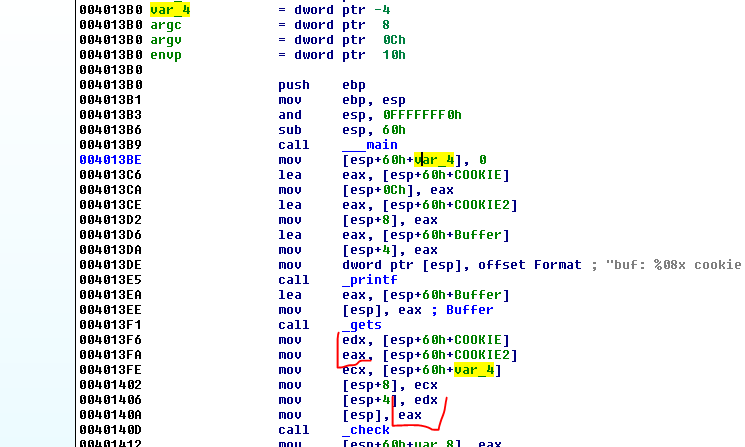 004013B0 var_4 = dword ptr -4
004013B0 argc = dword ptr 8
004013B0 argv = dword ptr 0Ch
004013B0 envp = dword ptr 10h
004013B0
004013B0 push ebp
004013B1 mov ebp, esp
004013B3 and esp, 0FFFFFFF0h
004013B6 sub esp, 60h
004013B9 call ___main
004013BE mov [esp+60h+var_4], 0
004013C6 lea eax, [esp+60h+COOKIE]
004013CA mov [esp+0Ch], eax
004013CE lea eax, [esp+60h+COOKIE2]
004013D2 mov [esp+8], eax
004013D6 lea eax, [esp+60h+Buffer]
004013DA mov [esp+4], eax
004013DE mov dword ptr [esp], offset Format ; "buf: %08x cookie
004013E5 call _printf
004013EA lea eax, [esp+60h+Buffer]
004013EE mov [esp], eax ; Buffer
004013F1 call _gets
004013F6 mov edx, [esp+60h+COOKIE]
004013FA mov eax, [esp+60h+COOKIE2]
004013FE mov ecx, [esp+60h+var_4]
00401402 mov [esp+8], ecx
00401406 mov [esp+4], edx
0040140A mov [esp], eax
0040140D call _check
00401412 mov [esp+60h+var_8], eax